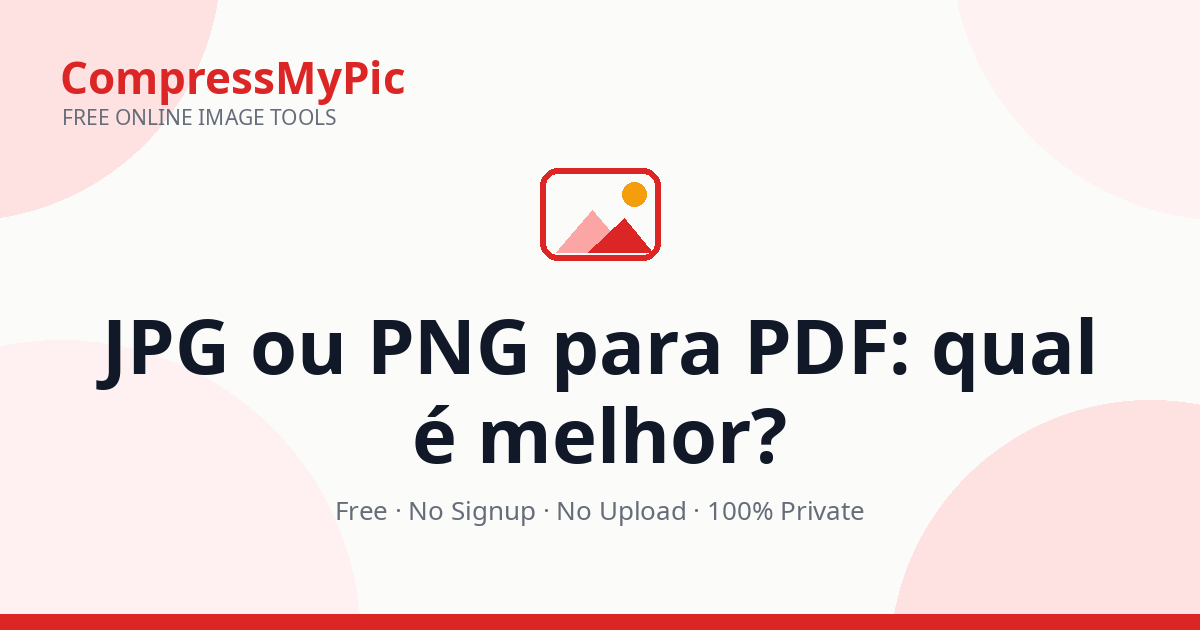 CompressMyPic
FREE ONLINE IMAGE TOOLS
JPG ou PNG para PDF: qual
é melhor?
Free · No Signup · No Upload · 100% Private